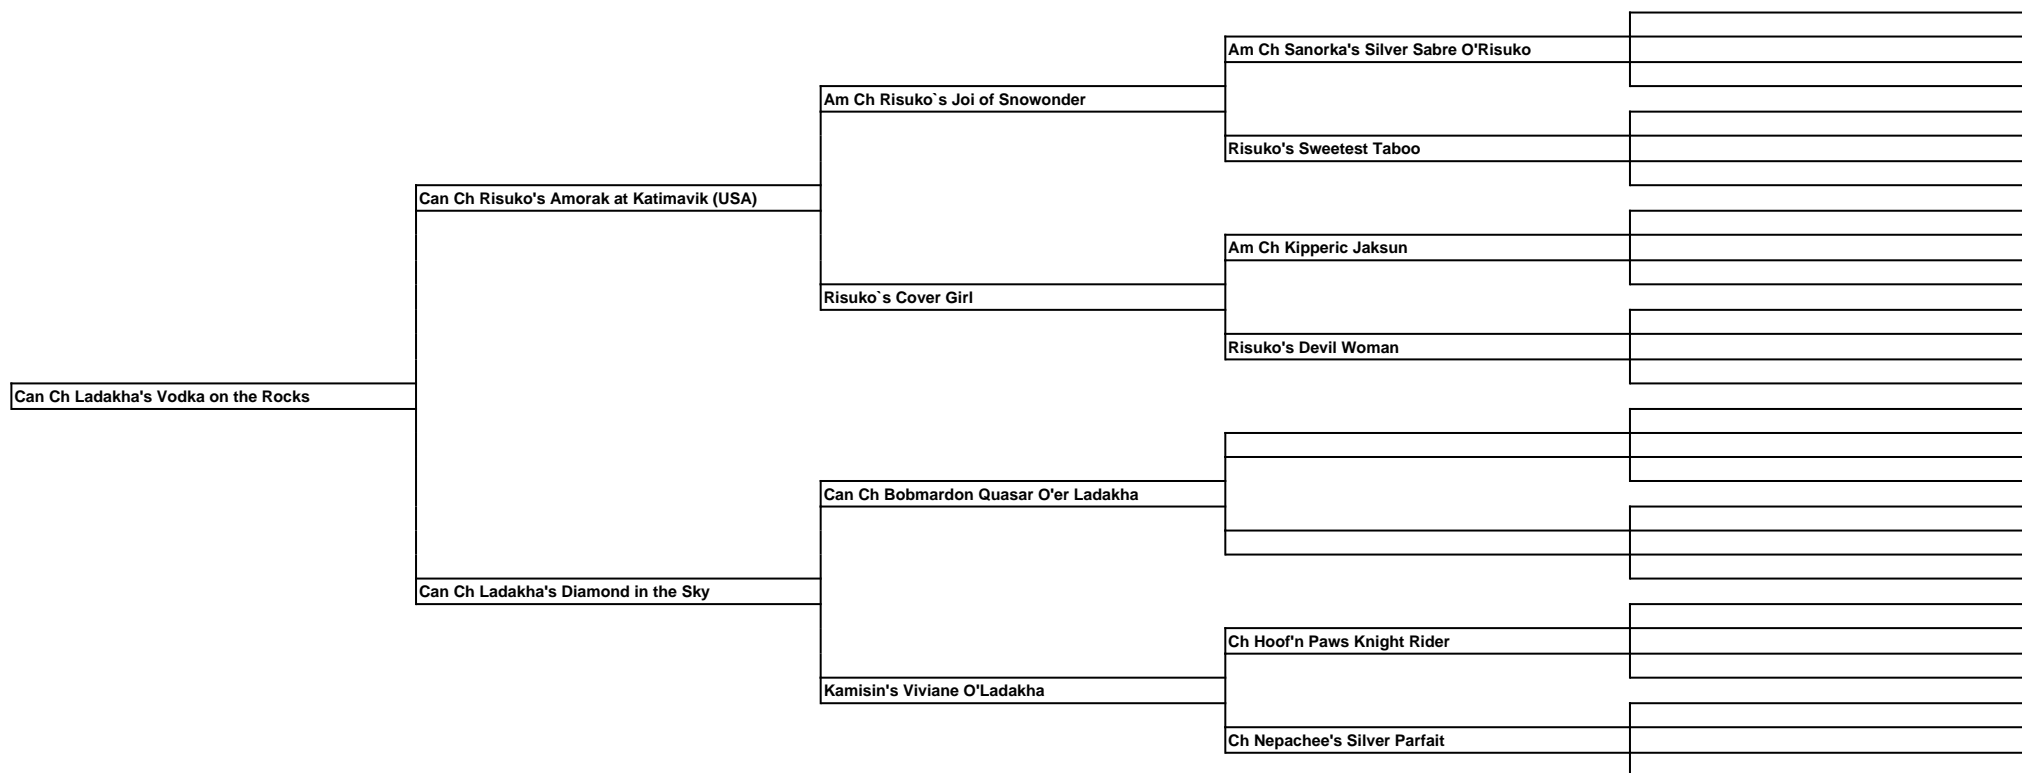 Am Ch Sanorka's Silver Sabre O'Risuko
Am Ch Risuko`s Joi of Snowonder
Risuko's Sweetest Taboo
Can Ch Risuko's Amorak at Katimavik (USA)
Am Ch Kipperic Jaksun
Risuko`s Cover Girl
Risuko's Devil Woman
Can Ch Ladakha's Vodka on the Rocks
Can Ch Bobmardon Quasar O'er Ladakha
Can Ch Ladakha's Diamond in the Sky
Ch Hoof'n Paws Knight Rider
Kamisin's Viviane O'Ladakha
Ch Nepachee's Silver Parfait